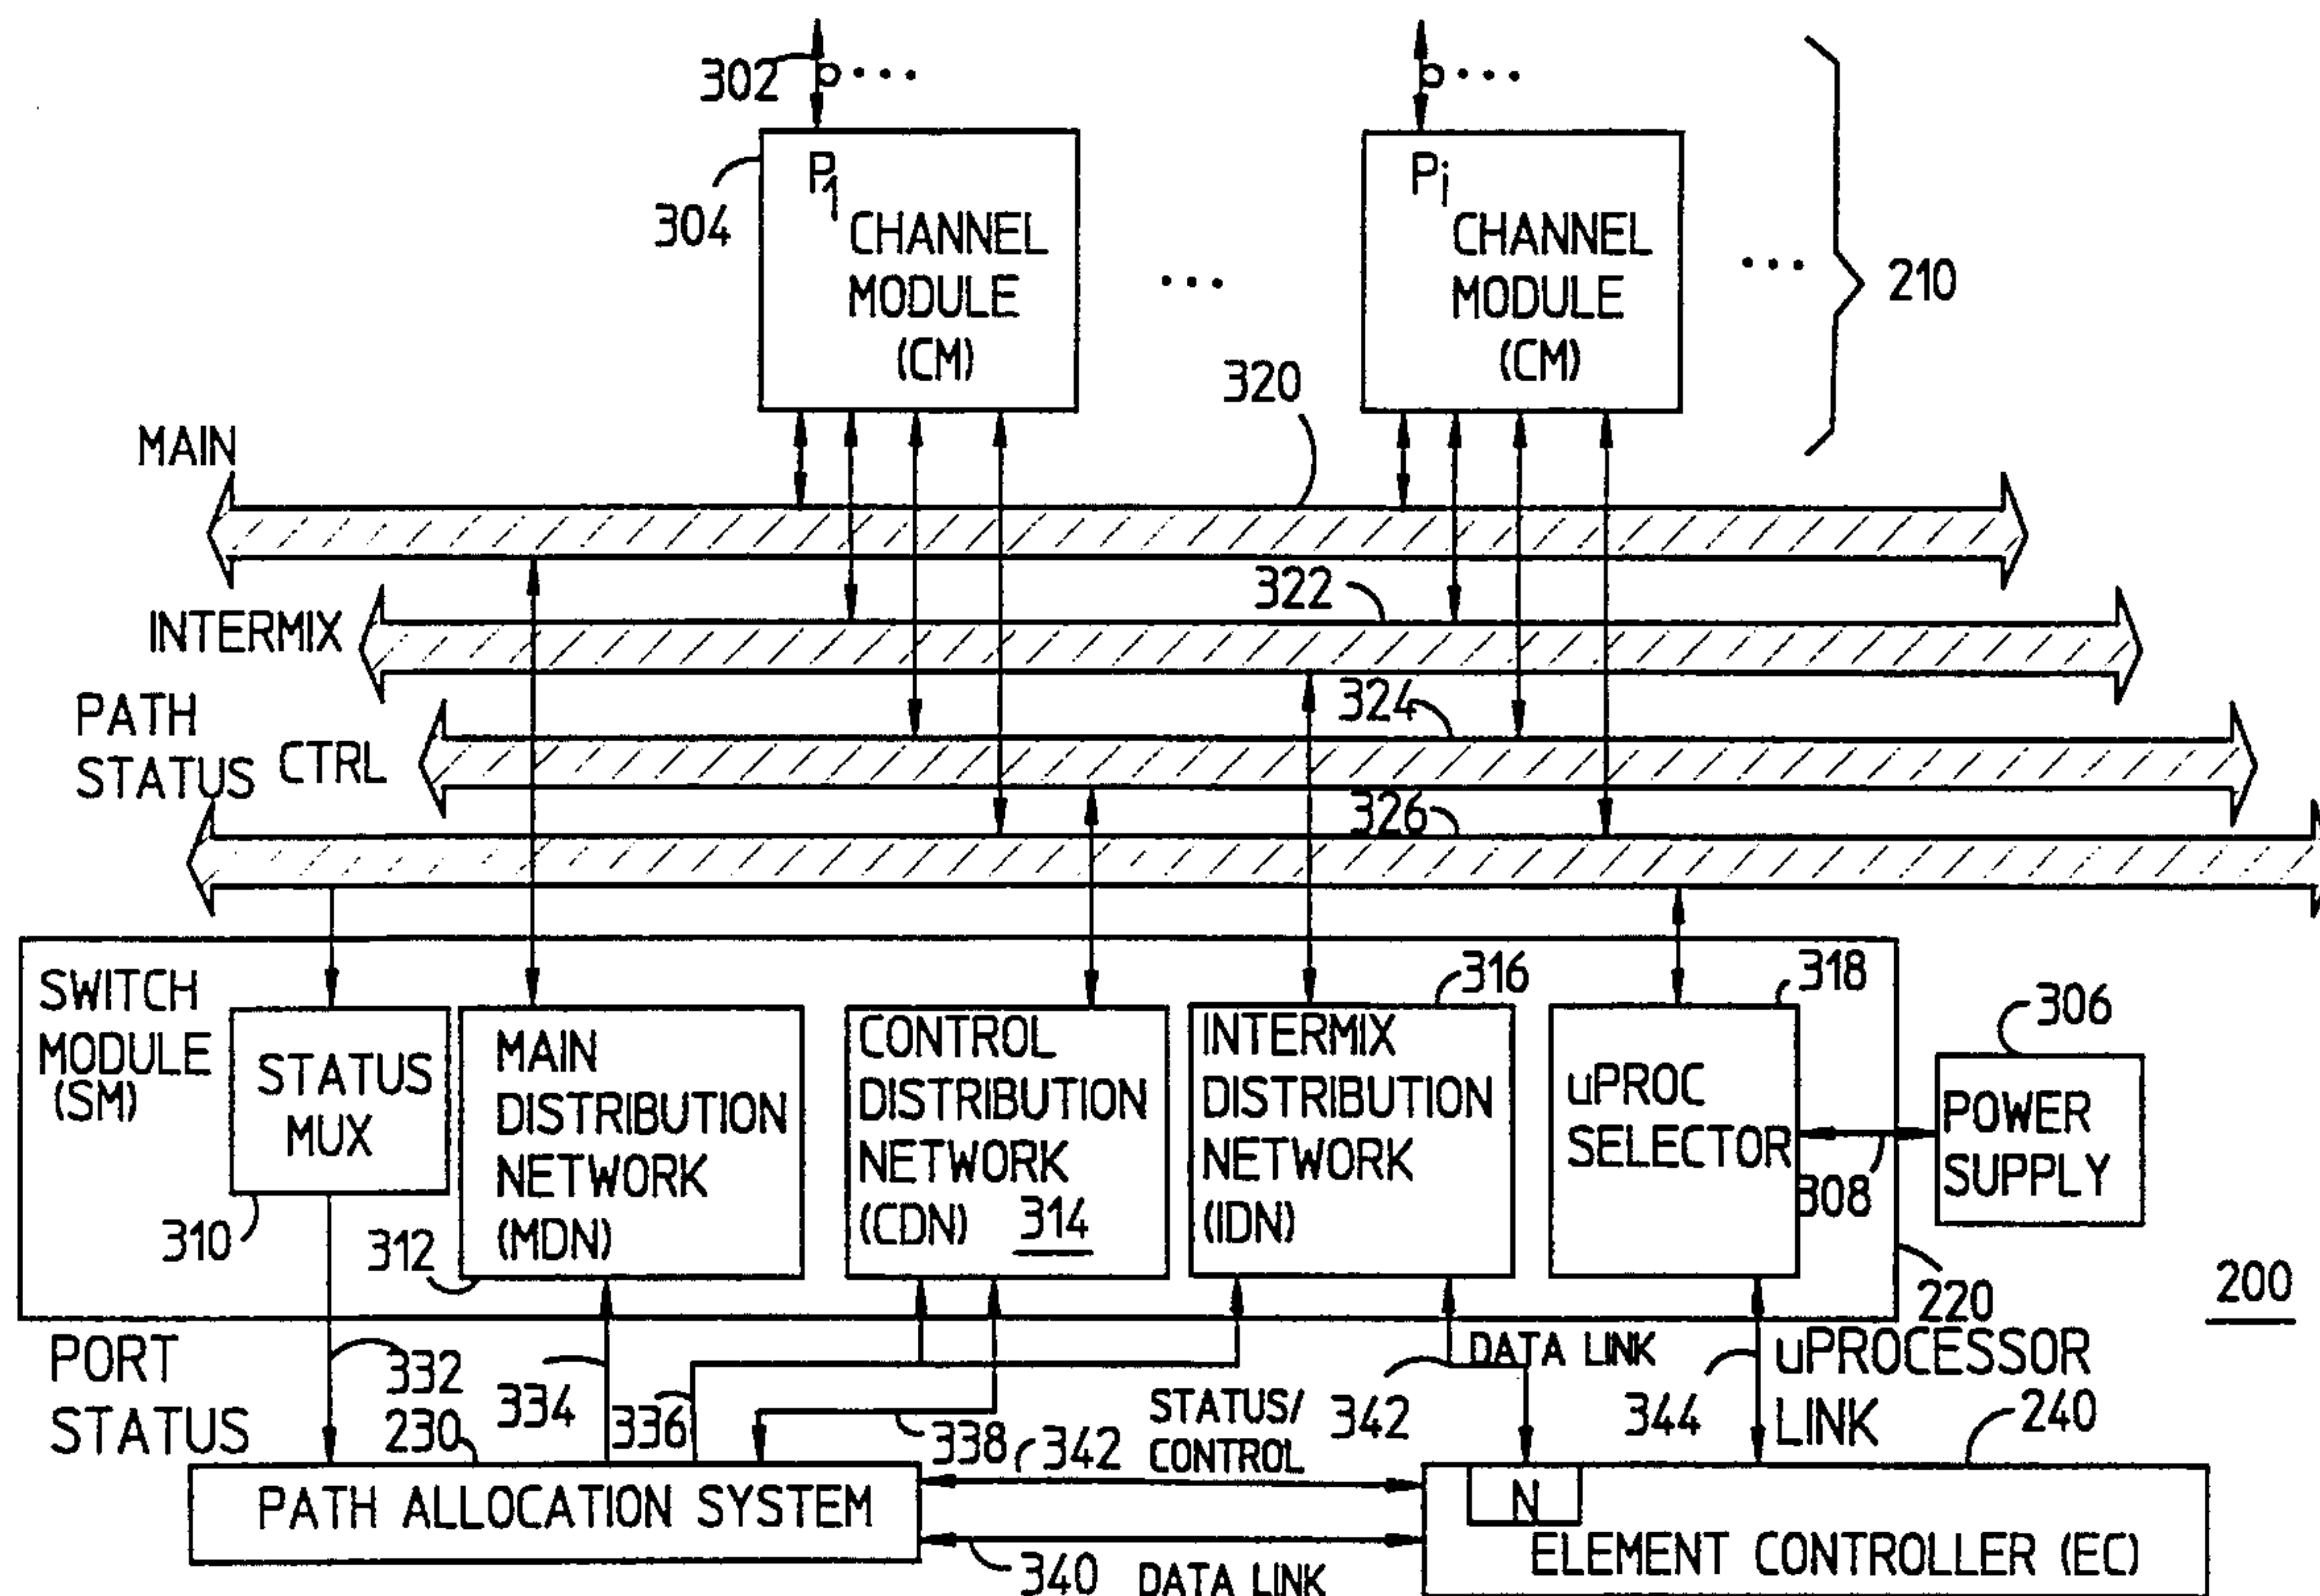 302
P1
CHANNEL
MODULE
(CM)
304
...
Pi
CHANNEL
MODULE
(CM)
...
210
320
MAIN
322
INTERMIX
324
PATH
STATUS
CTRL
326
SWITCH
MODULE
(SM)
STATUS
MUX
310
MAIN
DISTRIBUTION
NETWORK
(MDN)
312
CONTROL
DISTRIBUTION
NETWORK
(CDN) 314
316
INTERMIX
DISTRIBUTION
NETWORK
(IDN)
318
uPROC
SELECTOR
308
306
POWER
SUPPLY
220
200
PORT
STATUS
332
230
334
336
338
342
STATUS/
CONTROL
342
DATA LINK
344
uPROCESSOR
LINK
240
PATH ALLOCATION SYSTEM
340
DATA LINK
N
ELEMENT CONTROLLER (EC)